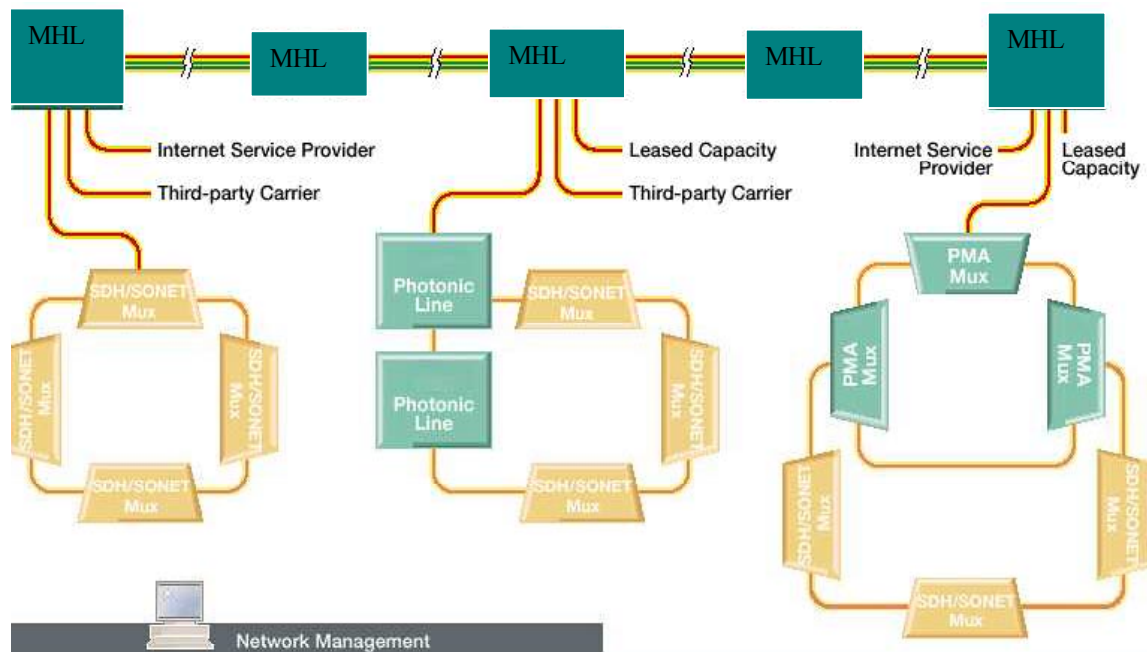 MHL
MHL
MHL
MHL
MHL
Internet Service Provider
Third-party Carrier
Leased Capacity
Third-party Carrier
Internet Service
Provider
Leased
Capacity
SDH/SONET
Mux
SDH/SONET
Mux
SDH/SONET
Mux
SDH/SONET
Mux
Photonic
Line
Photonic
Line
SDH/SONET
Mux
SDH/SONET
Mux
SDH/SONET
Mux
PMA
Mux
PMA
Mux
PMA
Mux
SDH/SONET
Mux
SDH/SONET
Mux
SDH/SONET
Mux
Network Management